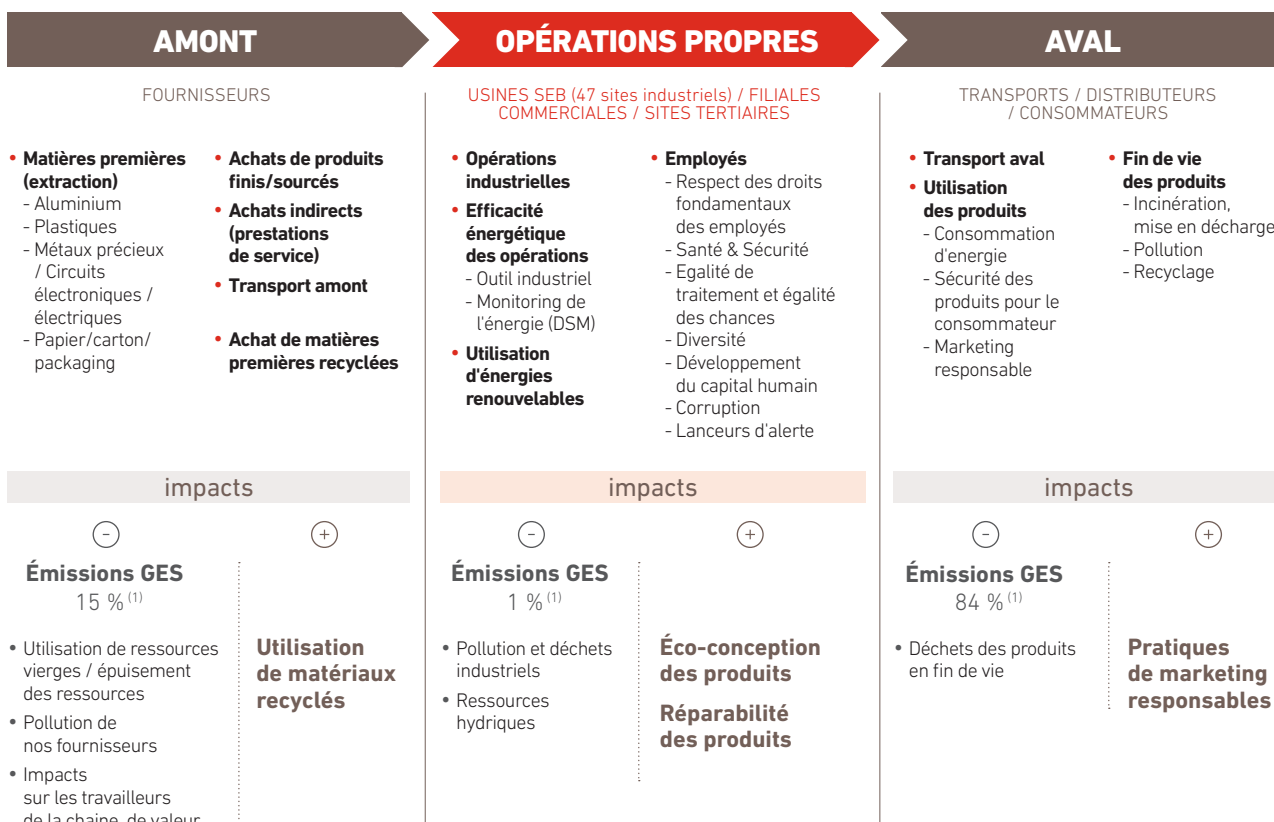 AMONT
FOURNISSEURS
• Matières premières
(extraction)
- Aluminium
- Plastiques
- Métaux précieux
/ Circuits
électroniques /
électriques
- Papier/carton/
packaging
• Achats de produits
finis/sourcés
• Achats indirects
(prestations
de service)
• Transport amont
• Achat de matières
premières recyclées
impacts
-
Émissions GES
15 % (1)
• Utilisation de ressources
vierges / épuisement
des ressources
• Pollution de
nos fournisseurs
• Impacts
sur les travailleurs
de la chaine de valeur
+
Utilisation
de matériaux
recyclés
OPÉRATIONS PROPRES
USINES SEB (47 sites industriels) / FILIALES
COMMERCIALES / SITES TERTIAIRES
• Opérations
industrielles
• Efficacité
énergétique
des opérations
- Outil industriel
- Monitoring de
l'énergie (DSM)
• Utilisation
d'énergies
renouvelables
• Employés
- Respect des droits
fondamentaux
des employés
- Santé & Sécurité
- Egalité de
traitement et égalité
des chances
- Diversité
- Développement
du capital humain
- Corruption
- Lanceurs d'alerte
impacts
-
Émissions GES
1 % (1)
• Pollution et déchets
industriels
• Ressources
hydriques
+
Éco-conception
des produits
Réparabilité
des produits
AVAL
TRANSPORTS / DISTRIBUTEURS
/ CONSOMMATEURS
• Transport aval
• Utilisation
des produits
- Consommation
d'energie
- Sécurité des
produits pour le
consommateur
- Marketing
responsable
• Fin de vie
des produits
- Incinération,
mise en décharge
- Pollution
- Recyclage
impacts
-
Émissions GES
84 % (1)
• Déchets des produits
en fin de vie
+
Pratiques
de marketing
responsables